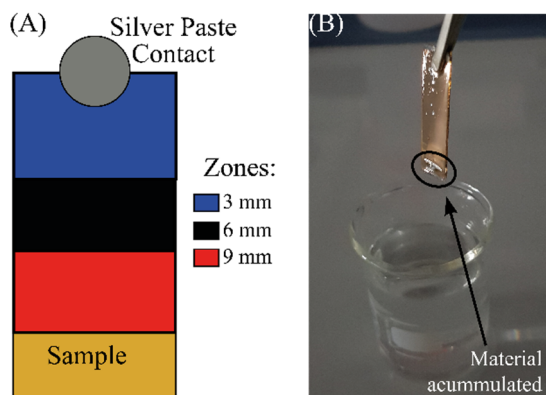 (A)
Silver Paste
Contact
Zones:
3 mm
6 mm
9 mm
Sample
(B)
Material
acummulated